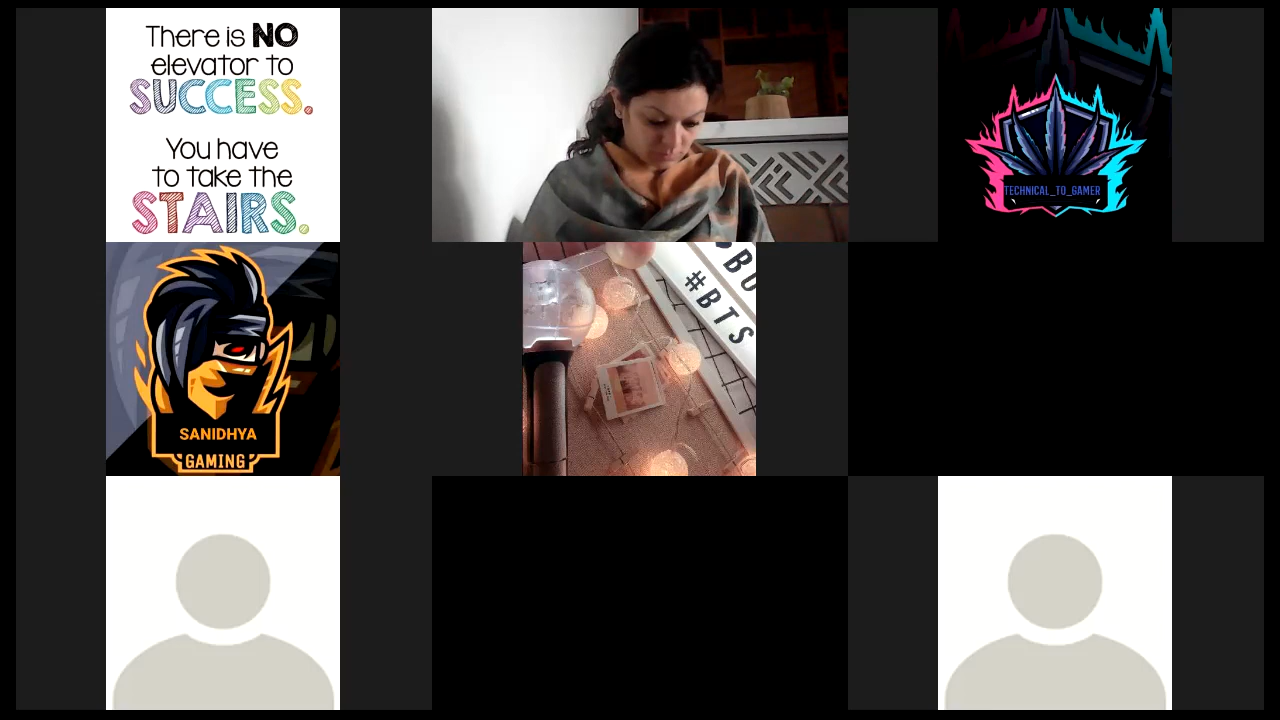 There is NO
elevator to
SUCCESS.
You have
to take the
STAIRS.
TECHNICAL_TO_GAMER
SANIDHYA
GAMING
#BTS